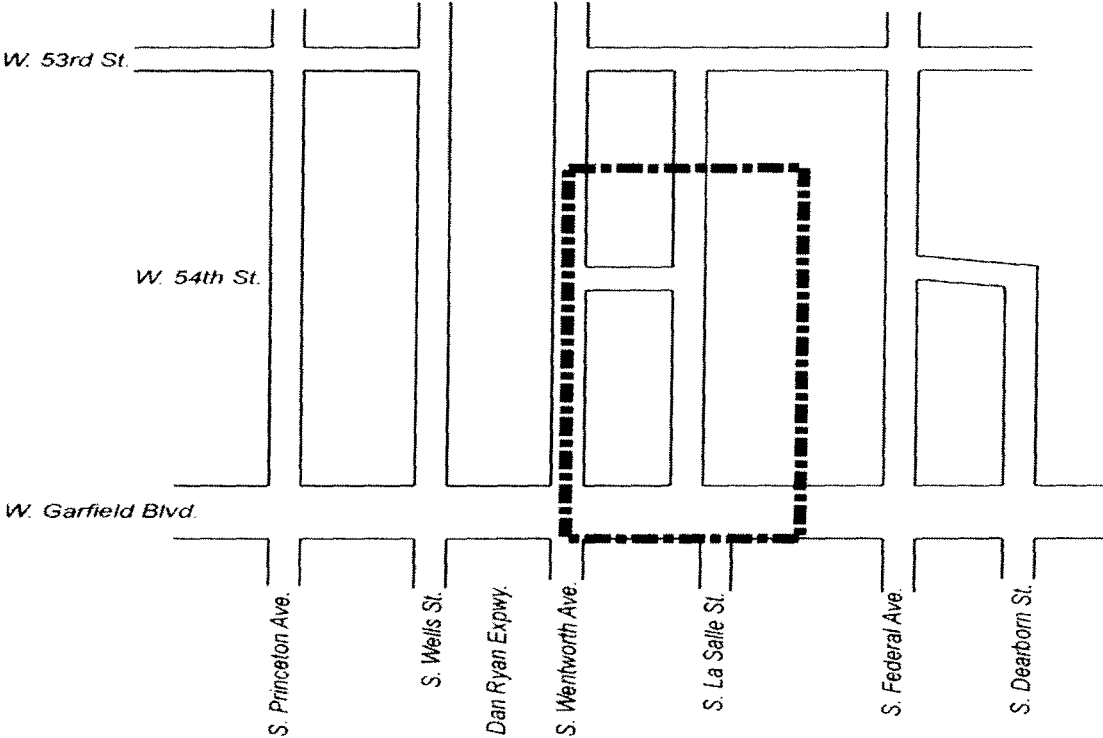 W. 53rd St.
W. 54th St.
W. Garfield Blvd.
S. Princeton Ave.
S. Wells St.
Dan Ryan Expwy.
S. Wentworth Ave.
S. La Salle St.
S. Federal Ave.
S. Dearborn St.